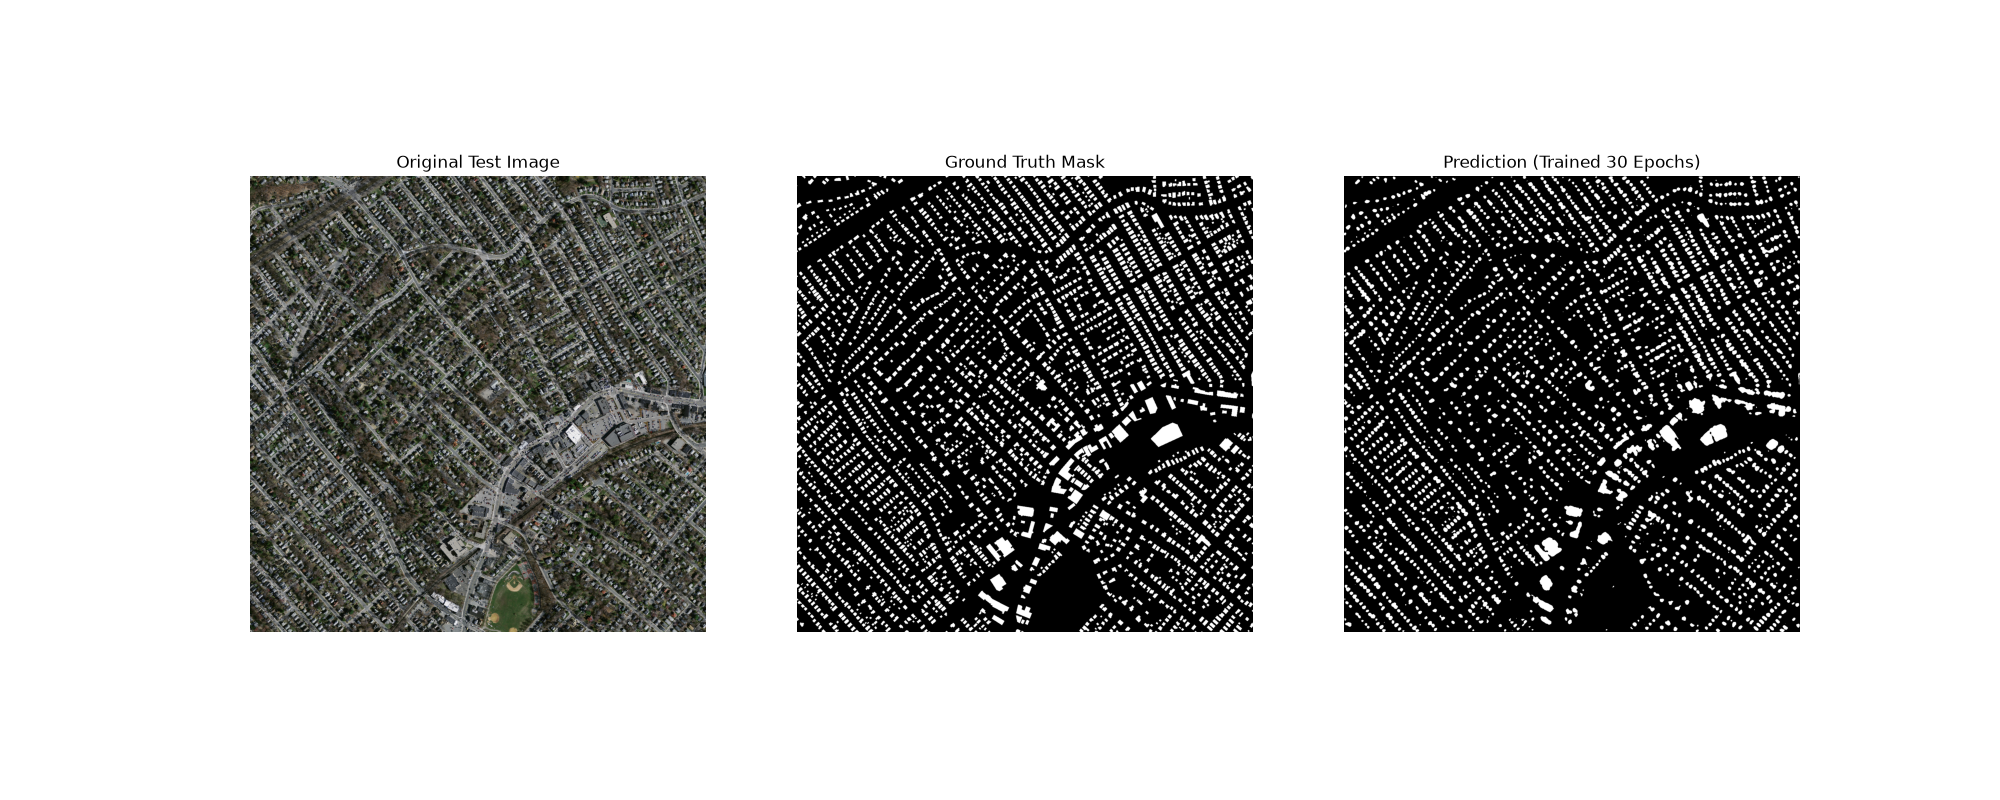 Original Test Image
Ground Truth Mask
Prediction (Trained 30 Epochs)